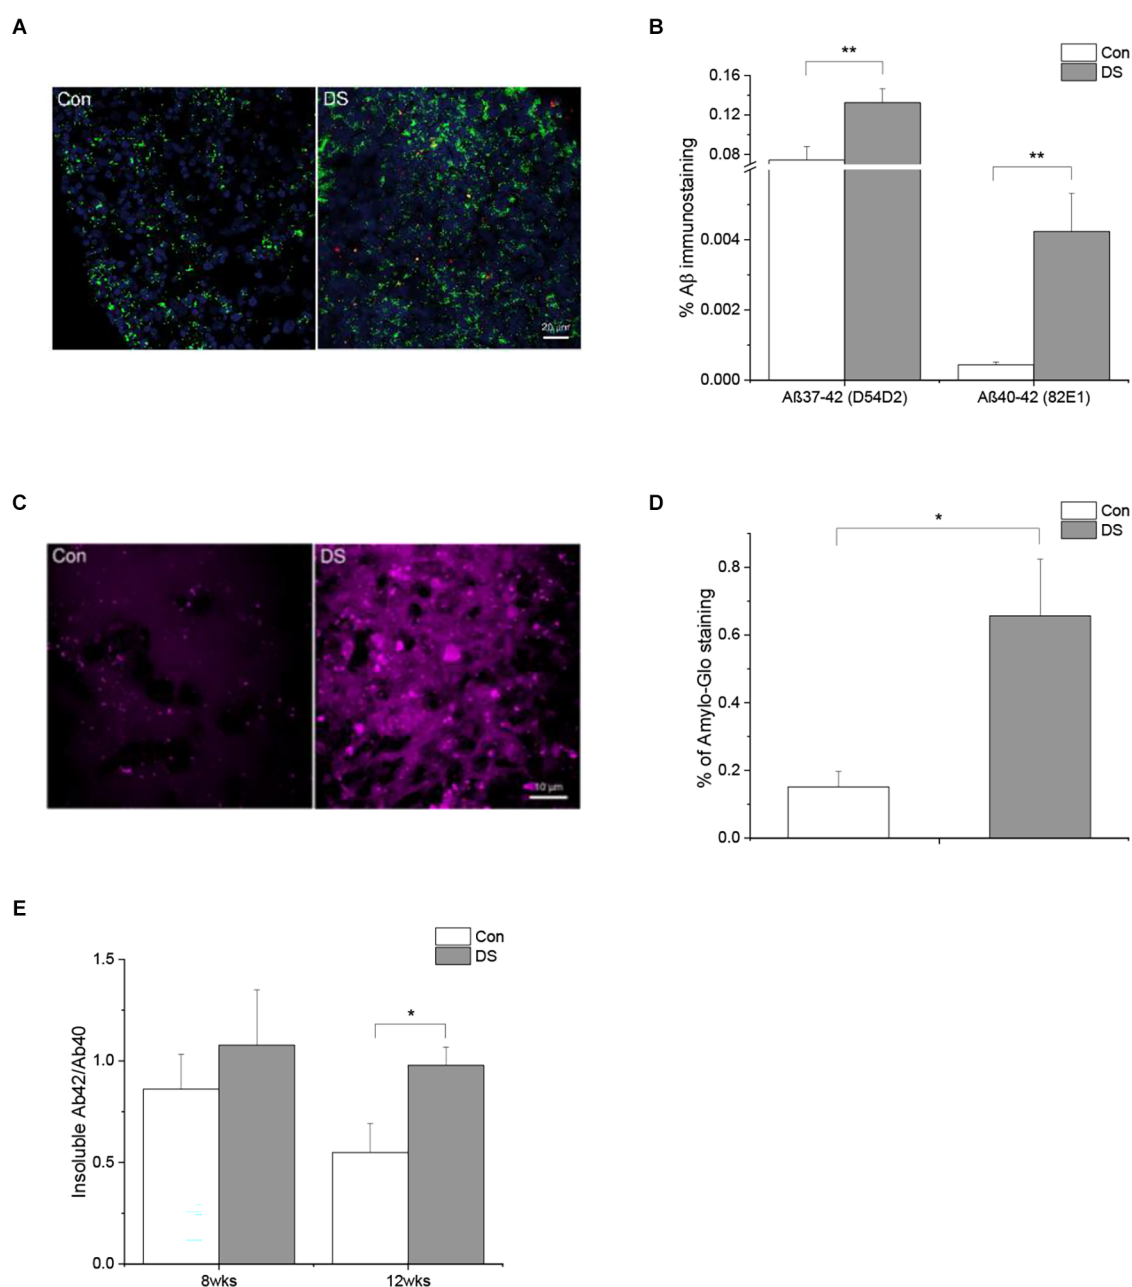 A
Con
DS
20 µm
B
Con
DS
**
**
% Aβ immunostaining
0.16
0.12
0.08
0.004
0.002
0.000
Aß37-42 (D54D2)
Aß40-42 (82E1)
C
Con
DS
10 µm
D
Con
DS
*
% of Amylo-Glo staining
0.8
0.6
0.4
0.2
0.0
E
Con
DS
*
Insoluble Ab42/Ab40
1.5
1.0
0.5
0.0
8wks
12wks